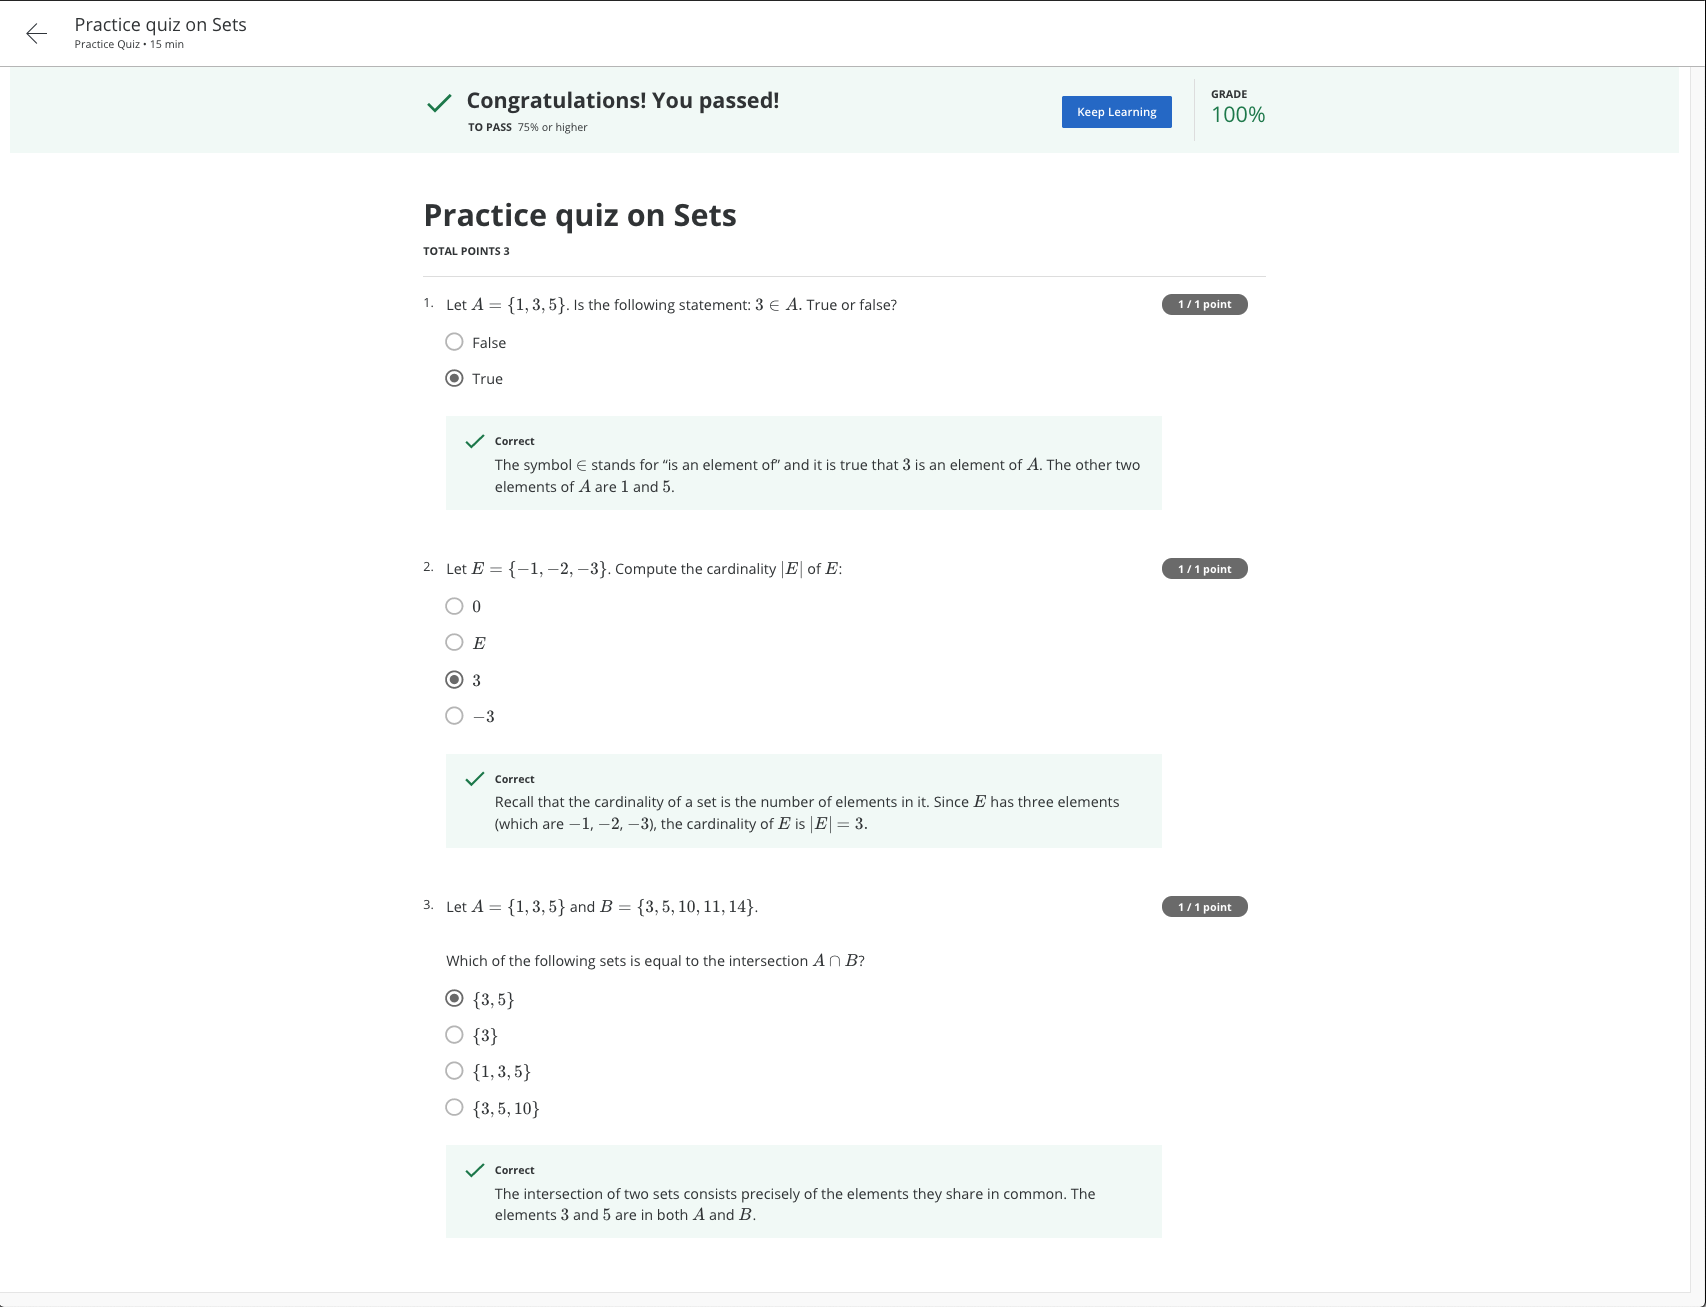 Practice quiz on Sets
Practice Quiz • 15 min
Congratulations! You passed!
TO PASS 75% or higher
Keep Learning
GRADE
100%
Practice quiz on Sets
TOTAL POINTS 3
1. Let A = {1, 3, 5}. Is the following statement: 3 ∈ A. True or false?
1 / 1 point
False
True
Correct
The symbol ∈ stands for “is an element of” and it is true that 3 is an element of A. The other two
elements of A are 1 and 5.
2. Let E = {−1, −2, −3}. Compute the cardinality |E| of E:
1 / 1 point
0
E
3
−3
Correct
Recall that the cardinality of a set is the number of elements in it. Since E has three elements
(which are −1, −2, −3), the cardinality of E is |E| = 3.
3. Let A = {1, 3, 5} and B = {3, 5, 10, 11, 14}.
1 / 1 point
Which of the following sets is equal to the intersection A ∩ B?
{3, 5}
{3}
{1, 3, 5}
{3, 5, 10}
Correct
The intersection of two sets consists precisely of the elements they share in common. The
elements 3 and 5 are in both A and B.